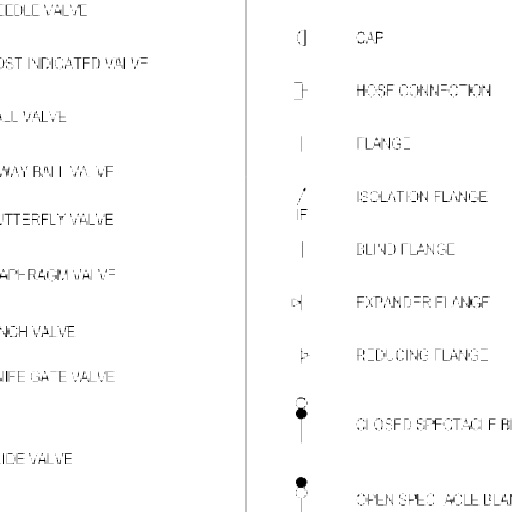 EEDLE VALVE
OST INDICATED VALVE
ALL VALVE
WAY BALL VALVE
UTTERFLY VALVE
IAPHRAGM VALVE
NCH VALVE
NIFE GATE VALVE
LIDE VALVE
CAP
HOSE CONNECTION
FLANGE
ISOLATION FLANGE
IF
BLIND FLANGE
EXPANDER FLANGE
REDUCING FLANGE
CLOSED SPECTACLE BL
OPEN SPECTACLE BLAN